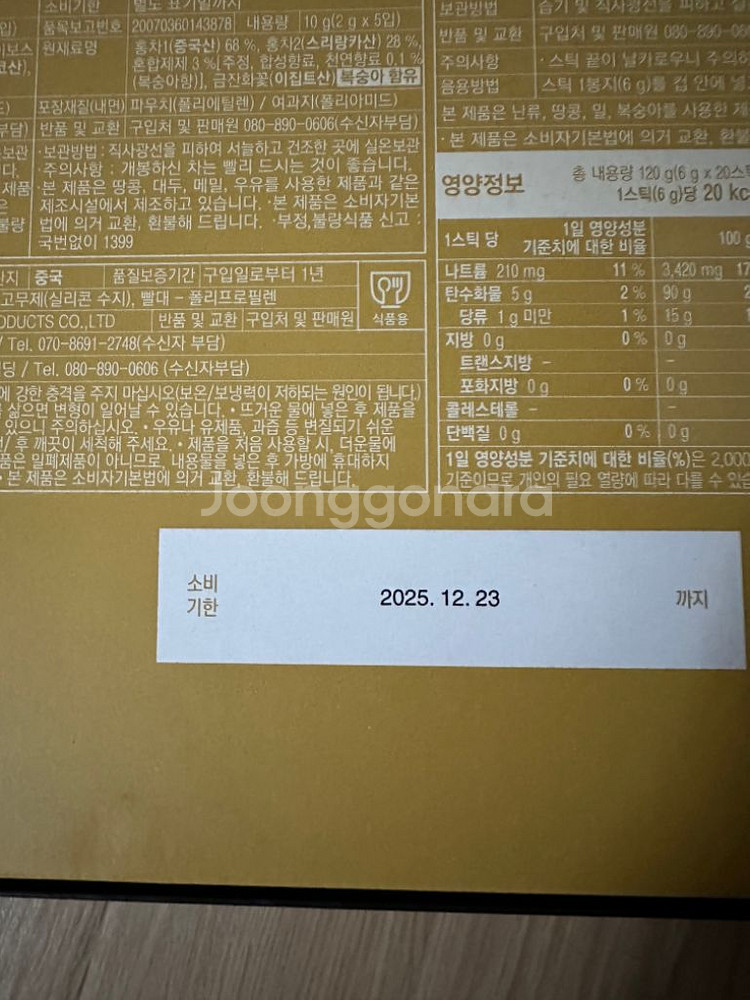 소비기한 별도 표기일까지
품목보고번호 20070360143878 내용량 10 g(2 g x 5입)
원재료명 홍차1(중국산) 68 %, 홍차2(스리랑카산) 28 %,
혼합제제 3 %[주정, 합성향료, 천연향료 0.1 %
(복숭아향)], 금잔화꽃(이집트산) 복숭아 함유
포장재질(내면) 파우치(폴리에틸렌) / 여과지(폴리아미드)
부담) 반품 및 교환 구입처 및 판매원 080-890-0606(수신자부담)
·보관방법 : 직사광선을 피하여 서늘하고 건조한 곳에 실온보관
·주의사항 : 개봉하신 차는 빨리 드시는 것이 좋습니다.
·본 제품은 땅콩, 대두, 메밀, 우유를 사용한 제품과 같은
제조시설에서 제조하고 있습니다. ·본 제품은 소비자기본
법에 의거 교환, 환불해 드립니다. ·부정,불량식품 신고 :
국번없이 1399
중국 품질보증기간 구입일로부터 1년
고무제(실리콘 수지), 빨대 - 폴리프로필렌
식품용
ODUCTS CO.,LTD 반품 및 교환 구입처 및 판매원
/ Tel. 070-8691-2748(수신자 부담)
딩 / Tel. 080-890-0606 (수신자부담)
에 강한 충격을 주지 마십시오(보온/보냉력이 저하되는 원인이 됩니다.)
삶으면 변형이 일어날 수 있습니다. • 뜨거운 물에 넣은 후 제품을
있으니 주의하십시오. • 우유나 유제품, 과즙 등 변질되기 쉬운
후 깨끗이 세척해 주세요. • 제품을 처음 사용할 시, 더운물에
품은 밀폐제품이 아니므로, 내용물을 넣은 후 가방에 휴대하지
• 본 제품은 소비자기본법에 의거 교환, 환불해 드립니다.
보관방법 습기 및 직사광선을 피하고
반품 및 교환 구입처 및 판매원 080-890-06
주의사항 · 스틱 끝이 날카로우니 주의하
음용방법 스틱 1봉지(6 g)를 컵 안에 넣
본 제품은 난류, 땅콩, 밀, 복숭아를 사용한 제
· 본 제품은 소비자기본법에 의거 교환, 환불
영양정보 총 내용량 120 g(6 g x 20스틱
1스틱(6 g)당 20 kc
1스틱 당 1일 영양성분 기준치에 대한 비율 100 g
나트륨 210 mg 11 % 3,420 mg 17
탄수화물 5 g 2 % 90 g
당류 1 g 미만 1 % 15 g
지방 0 g 0 % 0 g
트랜스지방 - -
포화지방 0 g 0 % 0 g
콜레스테롤 - -
단백질 0 g 0 % 0 g
1일 영양성분 기준치에 대한 비율(%)은 2,000
기준이므로 개인의 필요 열량에 따라 다를 수 있습
Joonggonara
소비
기한 2025. 12. 23 까지